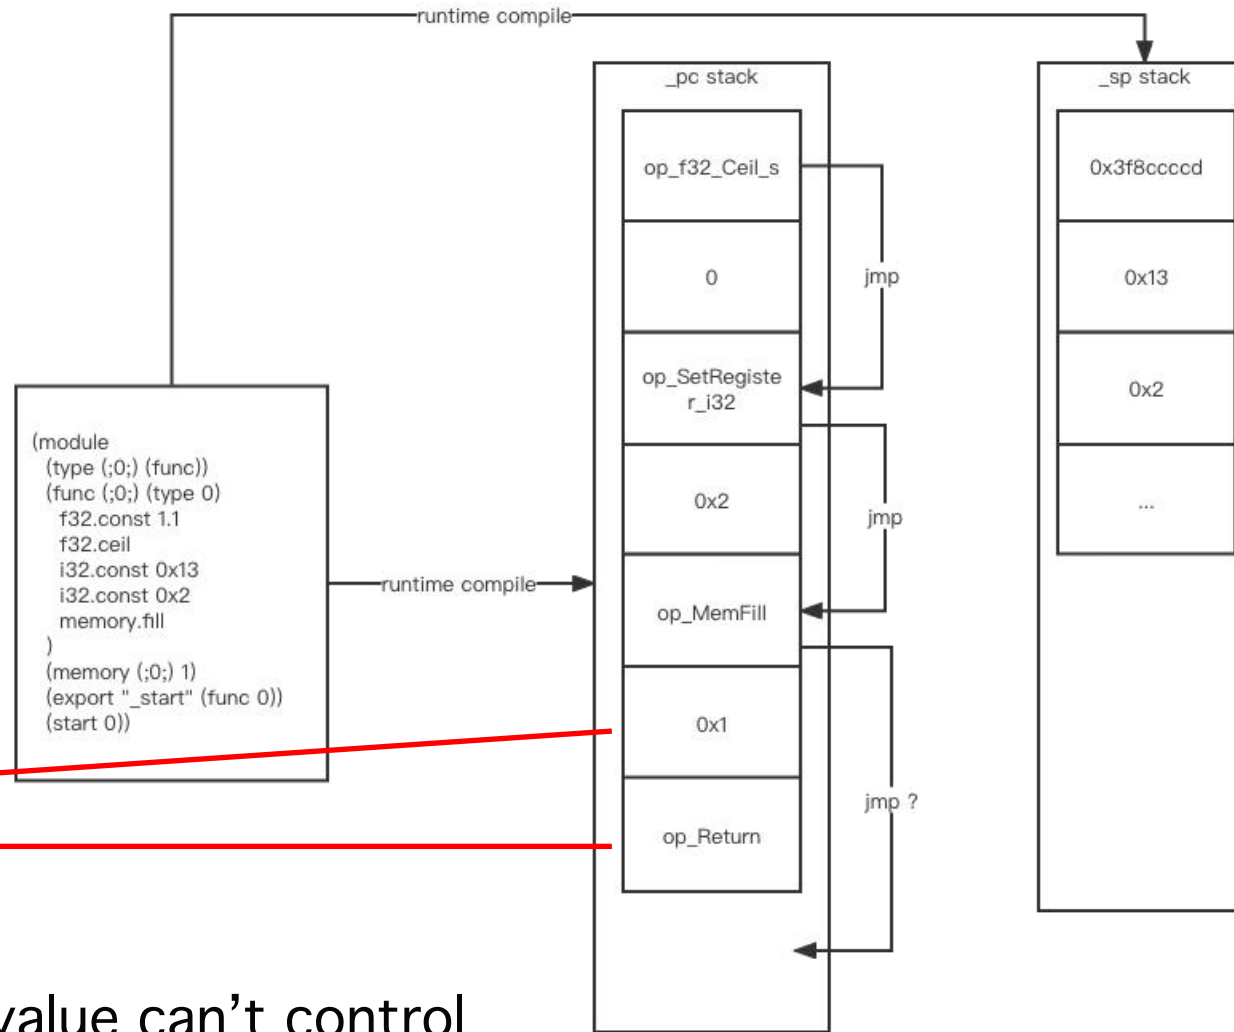 runtime compile
_pc stack
_sp stack
op_f32_Ceil_s
0x3f8ccccd
0
jmp
0x13
op_SetRegiste
r_i32
0x2
(module
(type (;0;) (func))
(func (;0;) (type 0)
f32.const 1.1
f32.ceil
i32.const 0x13
i32.const 0x2
memory.fill
)
(memory (;0;) 1)
(export "_start" (func 0))
(start 0))
0x2
jmp
...
runtime compile
op_MemFill
0x1
jmp ?
op_Return
value can't control